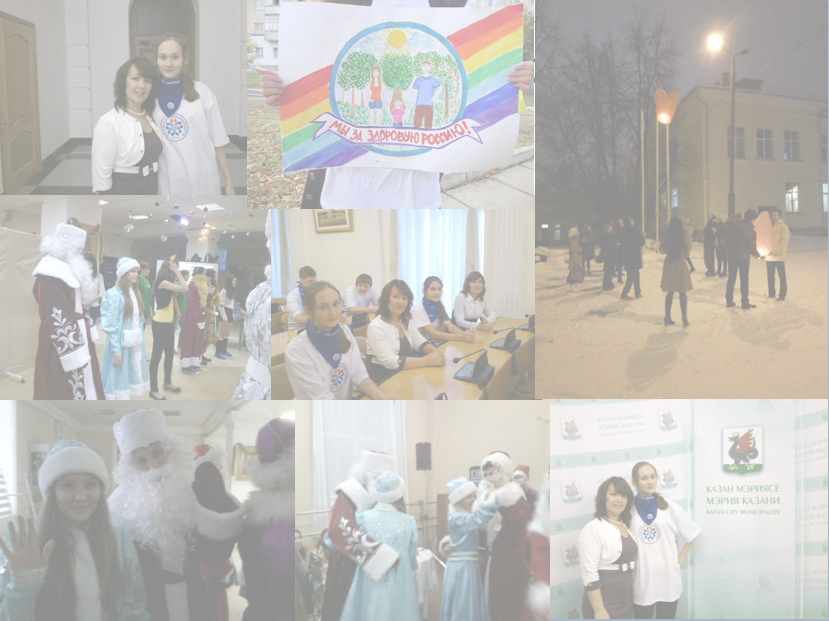 МЫ ЗА ЗДОРОВУЮ РОССИЮ!
КАЗАН МЭРИЯСЕ
МЭРИЯ КАЗАНИ
KAZAN CITY MUNICIPALITY